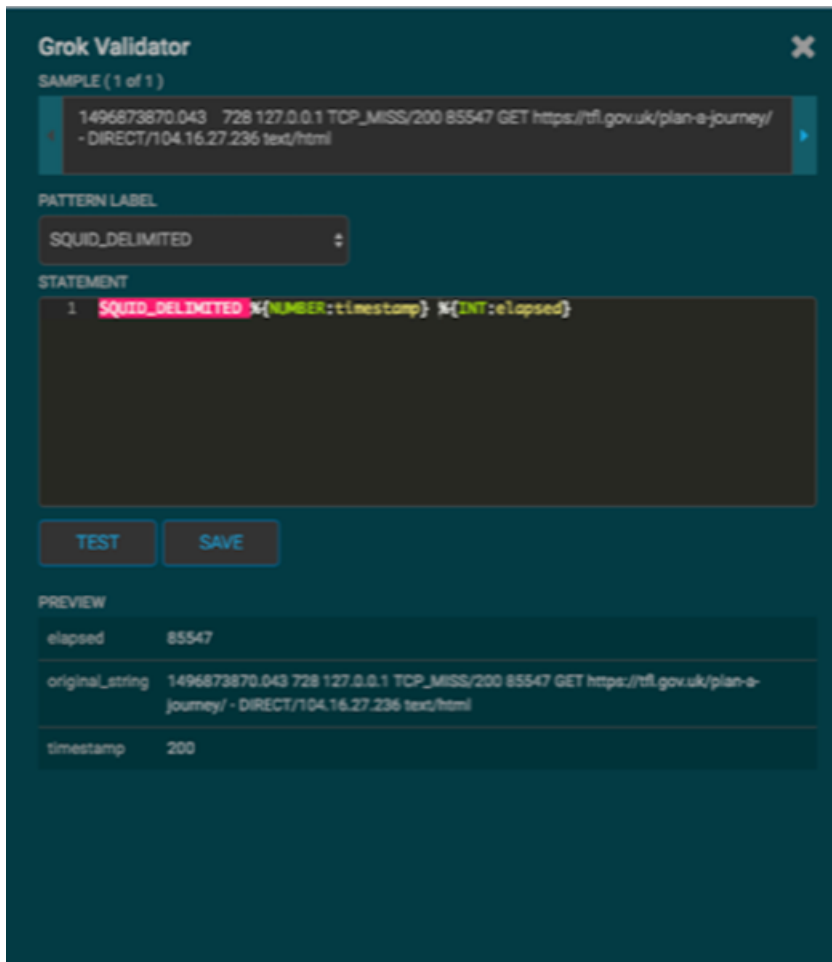 Grok Validator
SAMPLE ( 1 of 1 )
1496873870.043 728 127.0.0.1 TCP_MISS/200 85547 GET https://tfl.gov.uk/plan-a-journey/
- DIRECT/104.16.27.236 text/html
PATTERN LABEL
SQUID_DELIMITED
STATEMENT
1 SQUID_DELIMITED %{NUMBER:timestamp} %{INT:elapsed}
TEST SAVE
PREVIEW
elapsed 85547
original_string 1496873870.043 728 127.0.0.1 TCP_MISS/200 85547 GET https://tfl.gov.uk/plan-a-
journey/ - DIRECT/104.16.27.236 text/html
timestamp 200